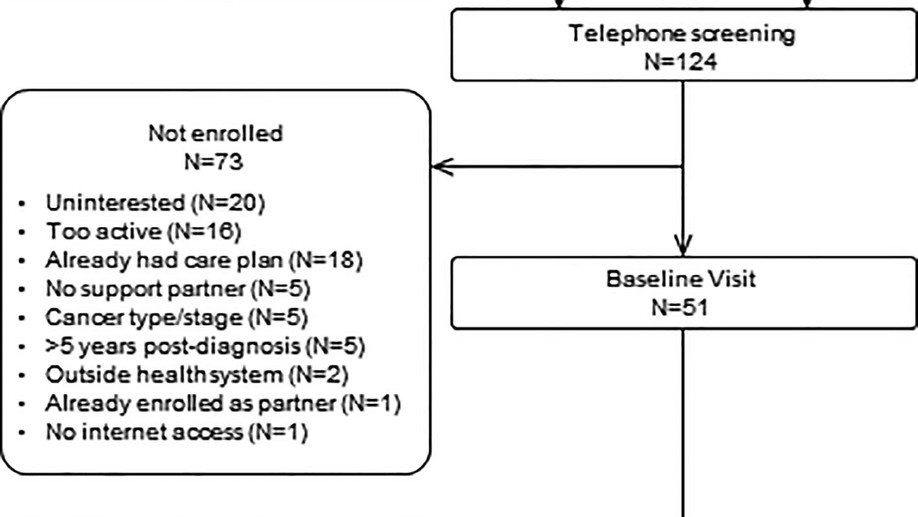 Telephone screening
N=124
Not enrolled
N=73
• Uninterested (N=20)
• Too active (N=16)
• Already had care plan (N=18)
• No support partner (N=5)
• Cancer type/stage (N=5)
• >5 years post-diagnosis (N=5)
• Outside health system (N=2)
• Already enrolled as partner (N=1)
• No internet access (N=1)
Baseline Visit
N=51